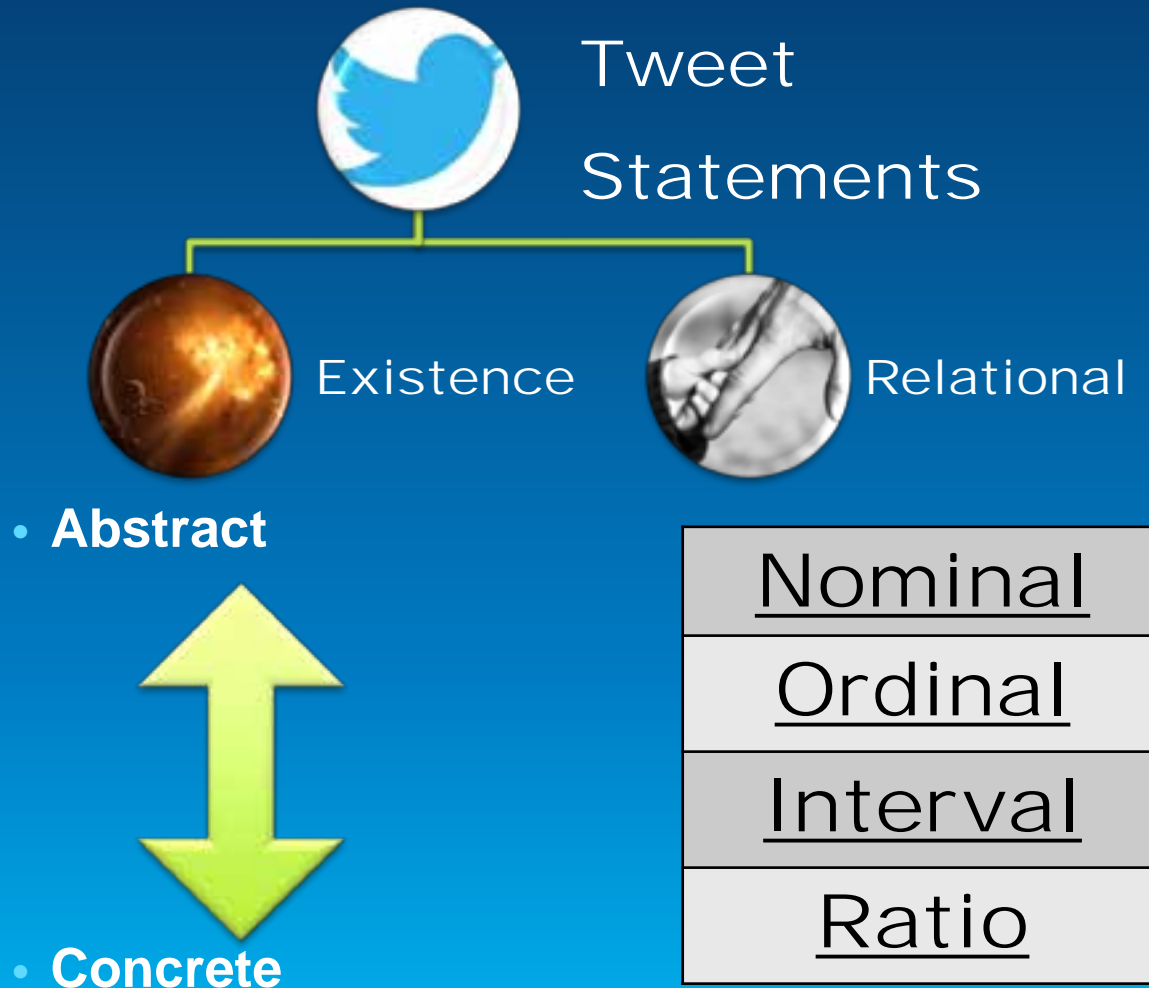 Tweet
Statements
Existence
Relational
• Abstract
Nominal
Ordinal
Interval
Ratio
• Concrete